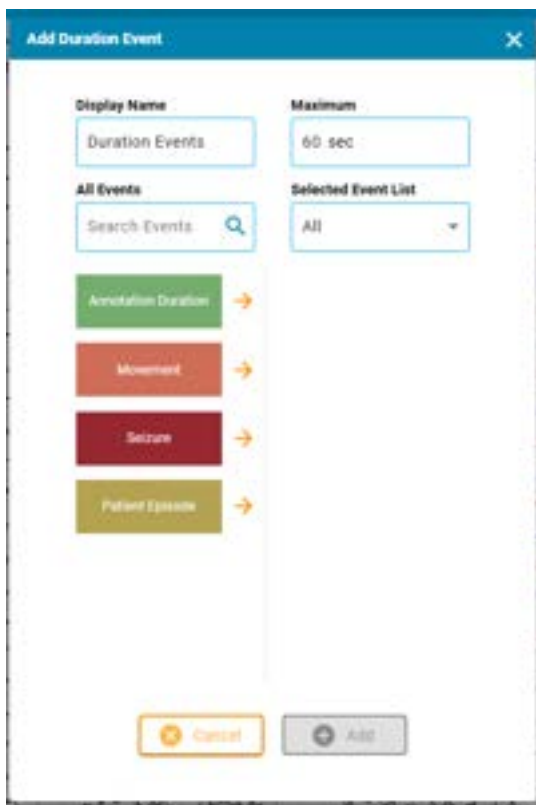 Add Duration Event
Display Name
Maximum
Duration Events
60 sec
All Events
Selected Event List
Search Events
All
Annotation Duration
Movement
Seizure
Patient Episode
Cancel
Add